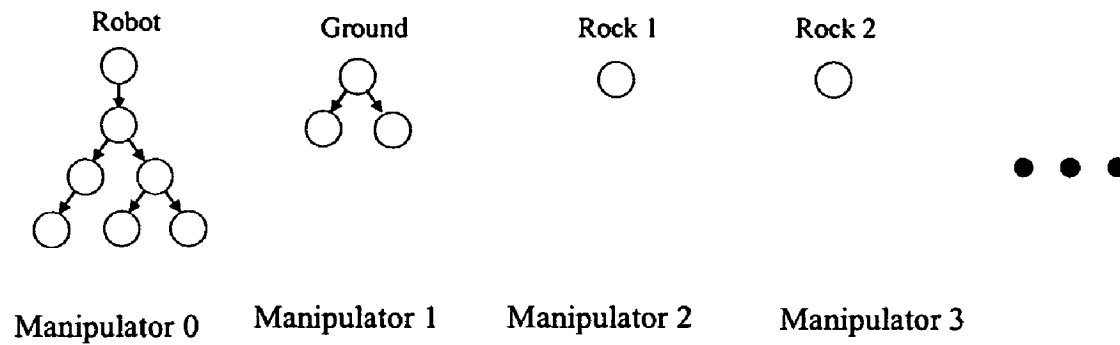 Robot
Ground
Rock 1
Rock 2
Manipulator 0
Manipulator 1
Manipulator 2
Manipulator 3